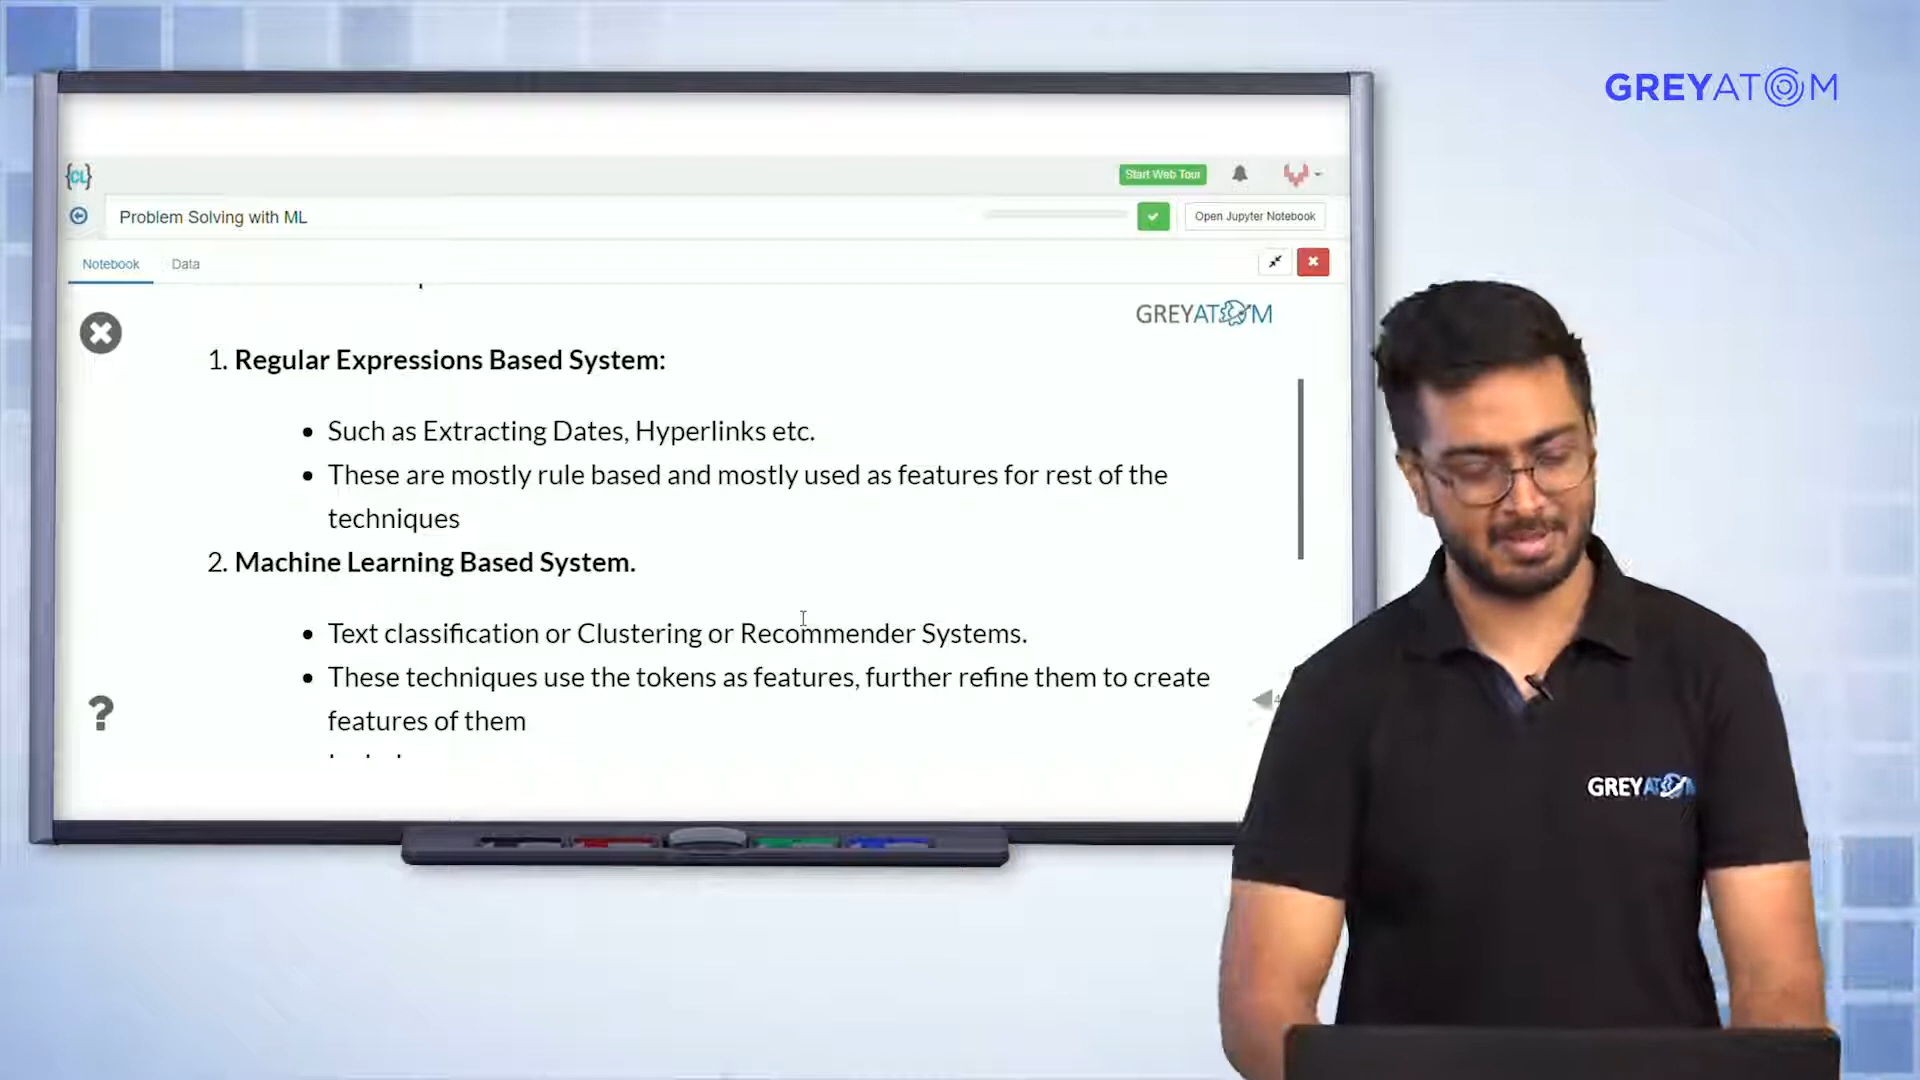 GREYATOM
{CL}
Start Web Tour
Problem Solving with ML
Open Jupyter Notebook
Notebook
Data
GREYATOM
1. Regular Expressions Based System:
• Such as Extracting Dates, Hyperlinks etc.
• These are mostly rule based and mostly used as features for rest of the
techniques
2. Machine Learning Based System.
• Text classification or Clustering or Recommender Systems.
• These techniques use the tokens as features, further refine them to create
features of them
?
GREYATOM